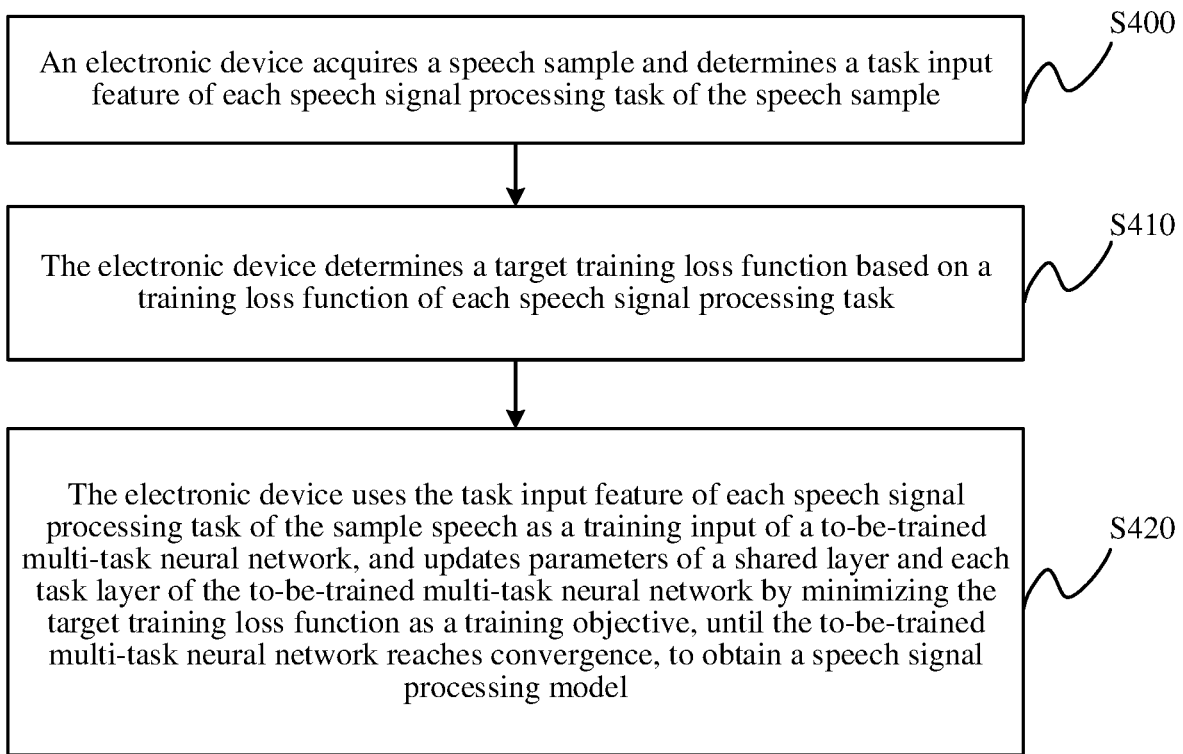 S400
An electronic device acquires a speech sample and determines a task input
feature of each speech signal processing task of the speech sample
S410
The electronic device determines a target training loss function based on a
training loss function of each speech signal processing task
The electronic device uses the task input feature of each speech signal
processing task of the sample speech as a training input of a to-be-trained
multi-task neural network, and updates parameters of a shared layer and each
task layer of the to-be-trained multi-task neural network by minimizing the
target training loss function as a training objective, until the to-be-trained
multi-task neural network reaches convergence, to obtain a speech signal
processing model
S420